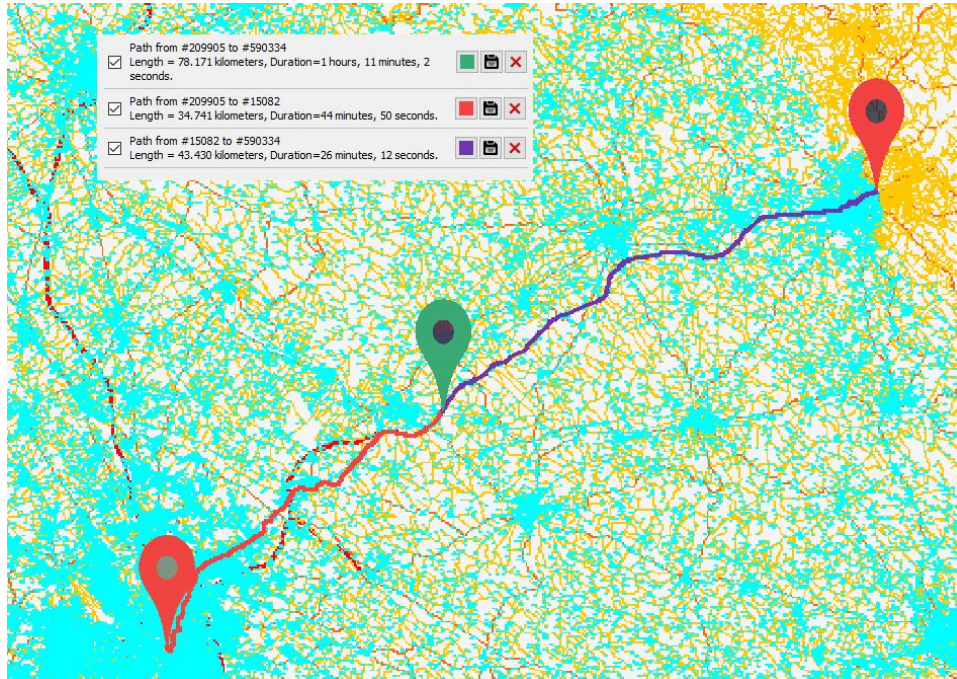 Path from #209905 to #590334
Length = 78.171 kilometers, Duration=1 hours, 11 minutes, 2
seconds.
Path from #209905 to #15082
Length = 34.741 kilometers, Duration=44 minutes, 50 seconds.
Path from #15082 to #590334
Length = 43.430 kilometers, Duration=26 minutes, 12 seconds.